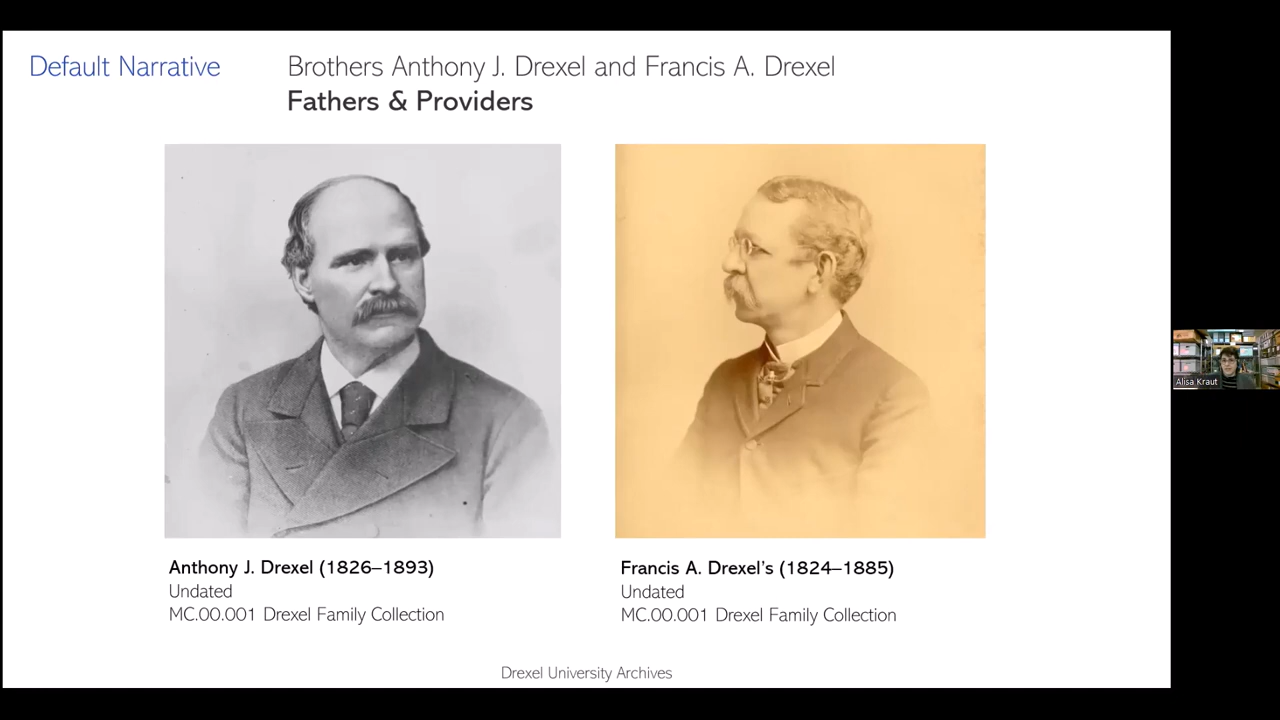 Default Narrative
Brothers Anthony J. Drexel and Francis A. Drexel
Fathers & Providers
Anthony J. Drexel (1826–1893)
Undated
MC.00.001 Drexel Family Collection
Francis A. Drexel’s (1824–1885)
Undated
MC.00.001 Drexel Family Collection
Drexel University Archives
Alisa Kraut